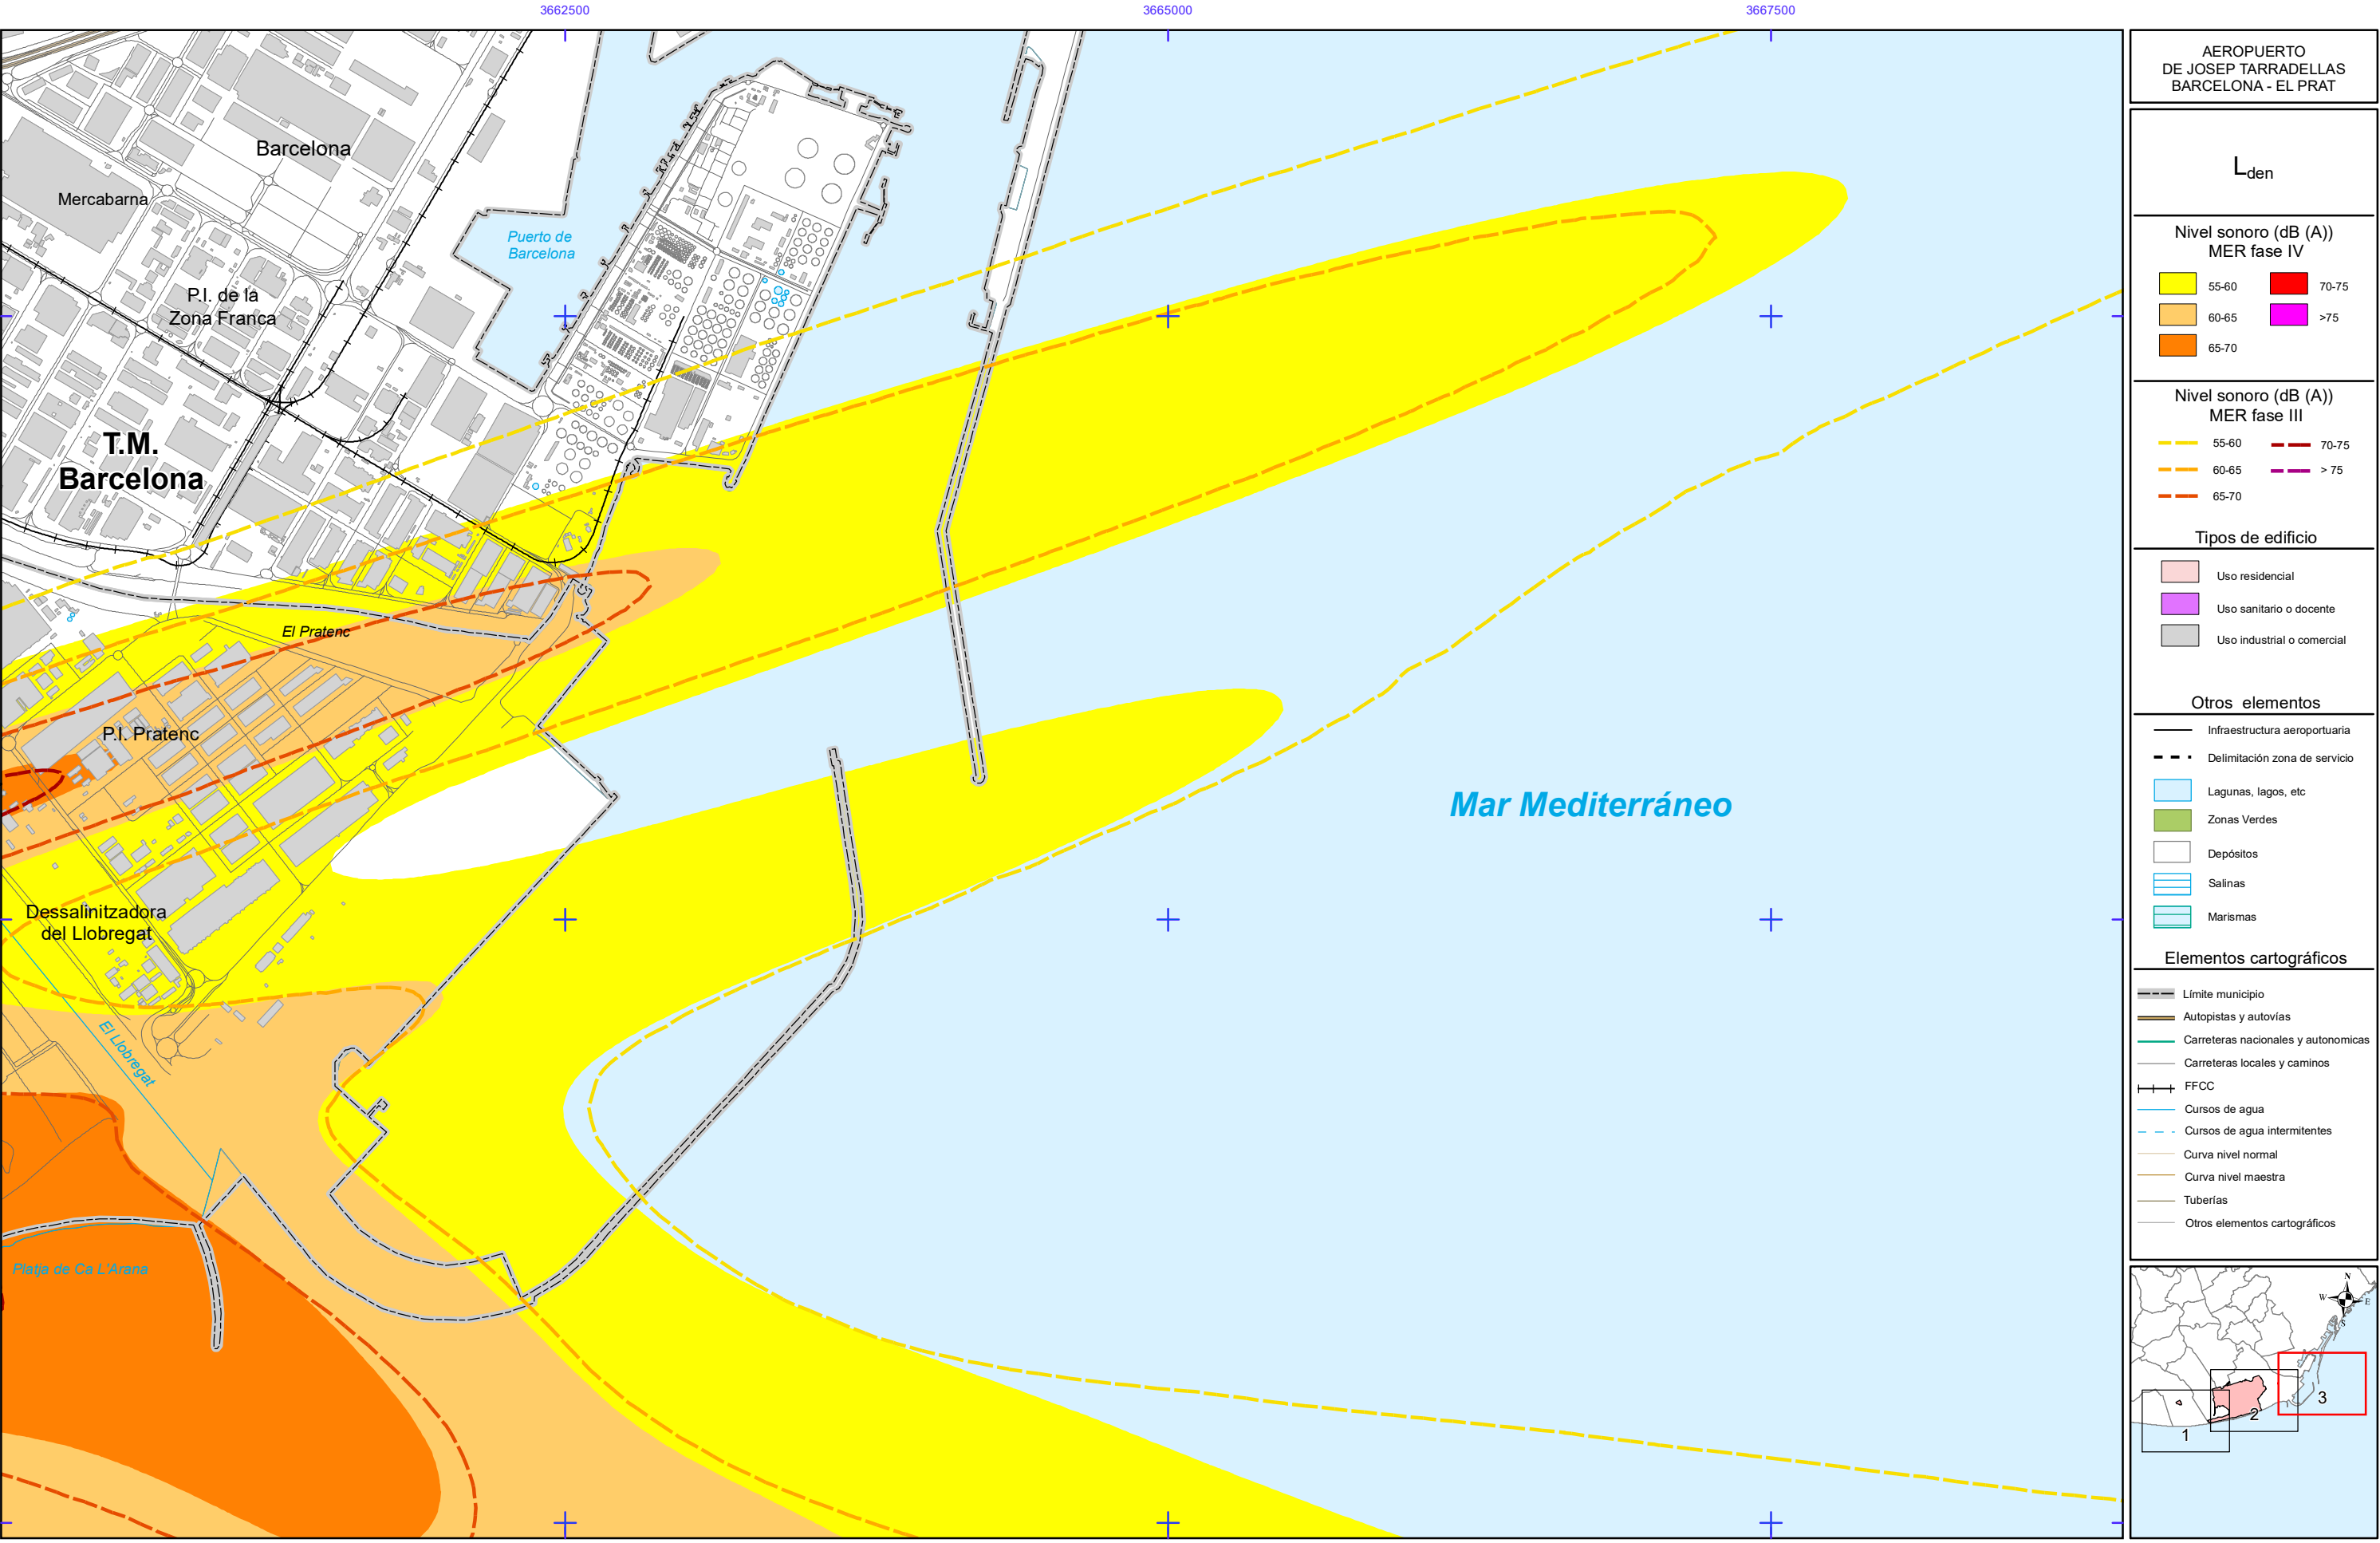 3662500
3665000
3667500
Barcelona
Mercabarna
Puerto de
Barcelona
P.I. de la
Zona Franca
T.M.
Barcelona
El Pratenc
P.I. Pratenc
Mar Mediterráneo
Dessalinitzadora
del Llobregat
El Llobregat
Platja de Ca L'Arana
AEROPUERTO
DE JOSEP TARRADELLAS
BARCELONA - EL PRAT
Lden
Nivel sonoro (dB (A))
MER fase IV
55-60
70-75
60-65
>75
65-70
Nivel sonoro (dB (A))
MER fase III
55-60
70-75
60-65
> 75
65-70
Tipos de edificio
Uso residencial
Uso sanitario o docente
Uso industrial o comercial
Otros elementos
Infraestructura aeroportuaria
Delimitación zona de servicio
Lagunas, lagos, etc
Zonas Verdes
Depósitos
Salinas
Marismas
Elementos cartográficos
Límite municipio
Autopistas y autovías
Carreteras nacionales y autonomicas
Carreteras locales y caminos
FFCC
Cursos de agua
Cursos de agua intermitentes
Curva nivel normal
Curva nivel maestra
Tuberías
Otros elementos cartográficos
N
W
E
S
3
2
1